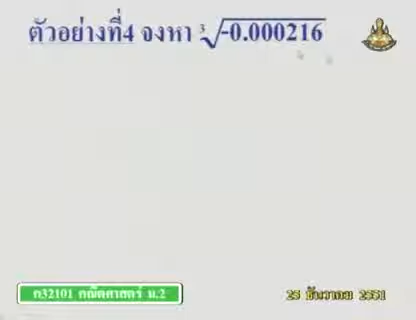 ตัวอย่างที่4 จงหา ∛-0.000216
ค32101 คณิตศาสตร์ ม.2
25 ธันวาคม 2551